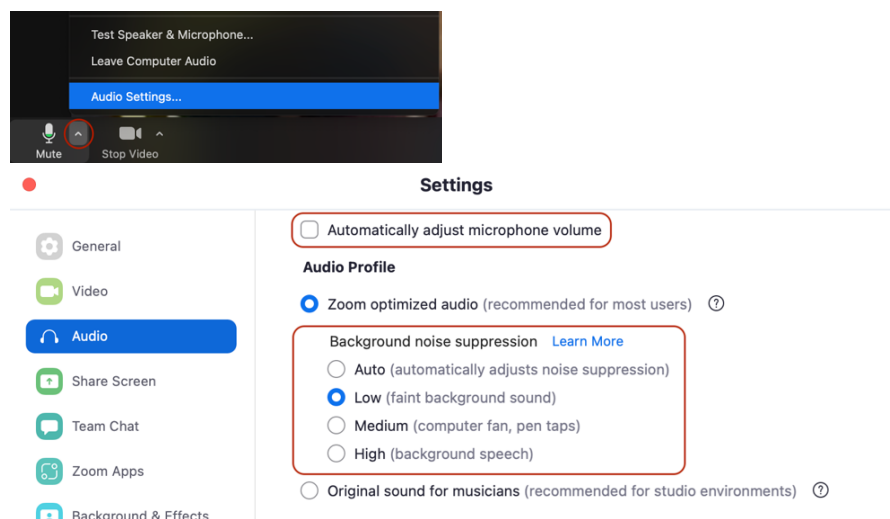 Test Speaker & Microphone...
Leave Computer Audio
Audio Settings...
Mute
Stop Video
Settings
General
Video
Audio
Share Screen
Team Chat
Zoom Apps
Background & Effects
Automatically adjust microphone volume
Audio Profile
Zoom optimized audio (recommended for most users) ?
Background noise suppression Learn More
Auto (automatically adjusts noise suppression)
Low (faint background sound)
Medium (computer fan, pen taps)
High (background speech)
Original sound for musicians (recommended for studio environments) ?